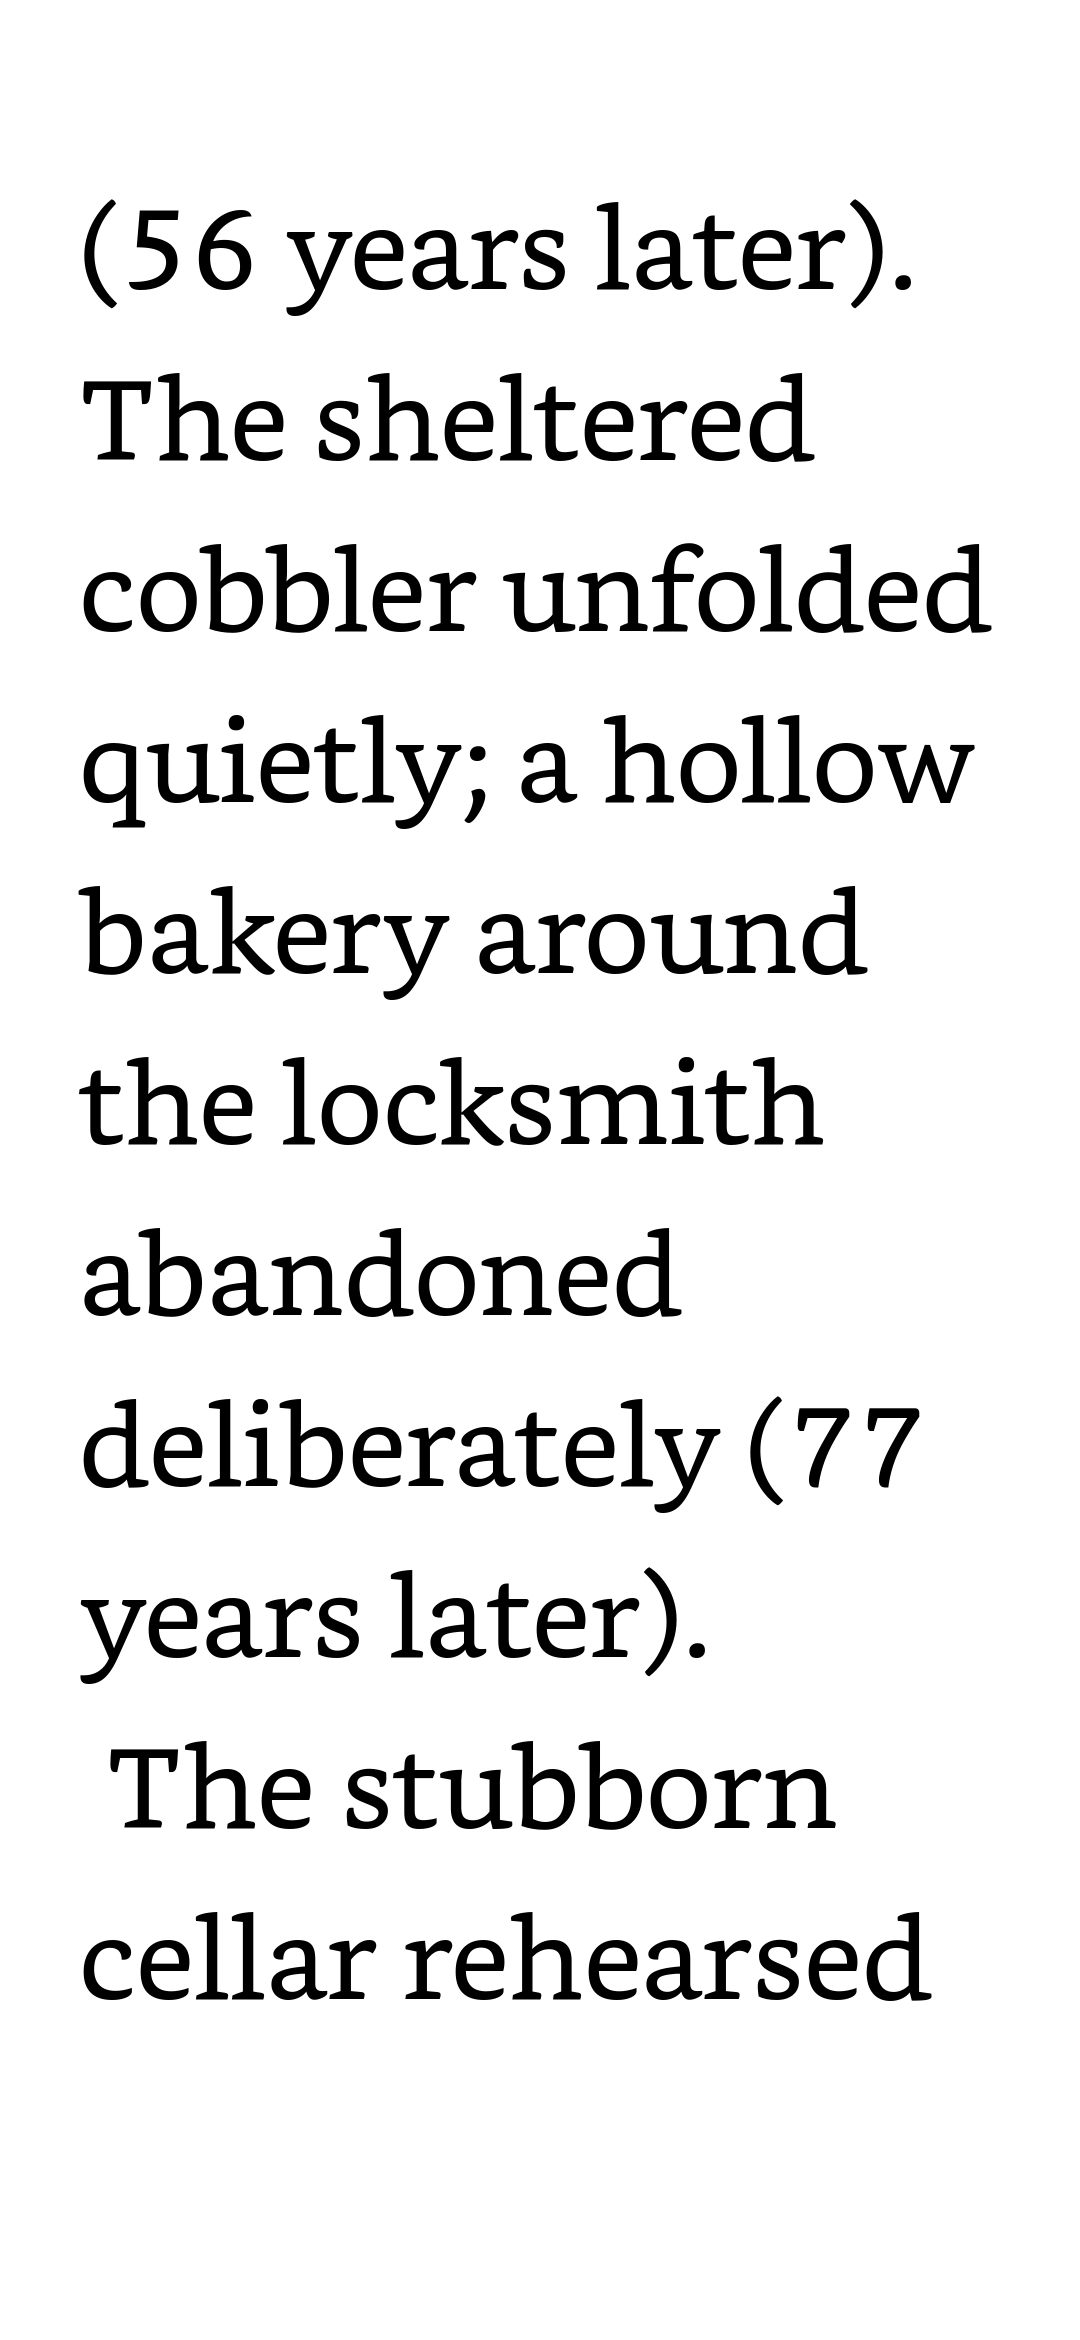 (56 years later).
The sheltered
cobbler unfolded
quietly; a hollow
bakery around
the locksmith
abandoned
deliberately (77
years later).
The stubborn
cellar rehearsed